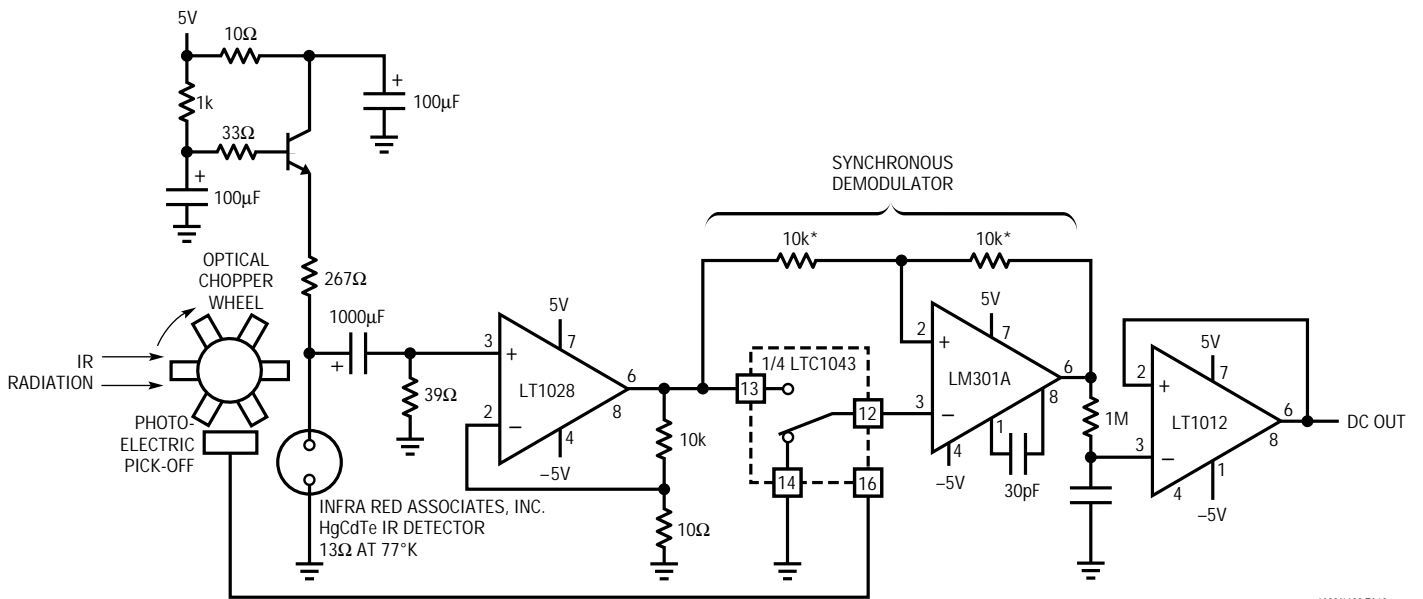 5V
10Ω
1k
33Ω
+
100µF
+
100µF
SYNCHRONOUS
DEMODULATOR
10k*
10k*
OPTICAL
CHOPPER
WHEEL
267Ω
1000µF
+
IR
RADIATION
39Ω
PHOTO-
ELECTRIC
PICK-OFF
INFRA RED ASSOCIATES, INC.
HgCdTe IR DETECTOR
13Ω AT 77°K
5V
7
3
+
LT1028
6
8
2
−
4
−5V
10k
10Ω
1/4 LTC1043
13
12
14
16
5V
7
2
+
LM301A
6
8
3
−
1
4
−5V
30pF
1M
5V
7
2
+
LT1012
6
8
3
−
4
1
−5V
DC OUT